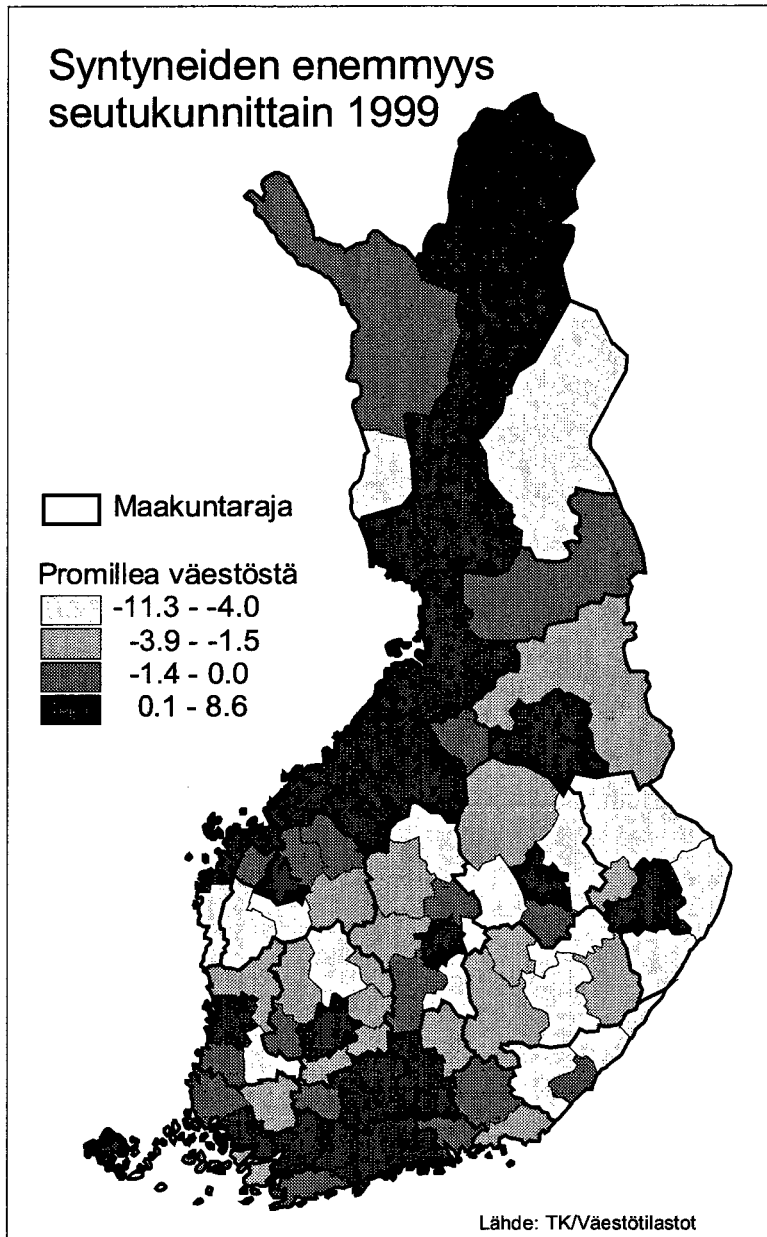 Syntyneiden enemmyys
seutukunnittain 1999
Maakuntaraja
Promillea väestöstä
-11.3 - -4.0
-3.9 - -1.5
-1.4 - 0.0
0.1 - 8.6
Lähde: TK/Väestötilastot